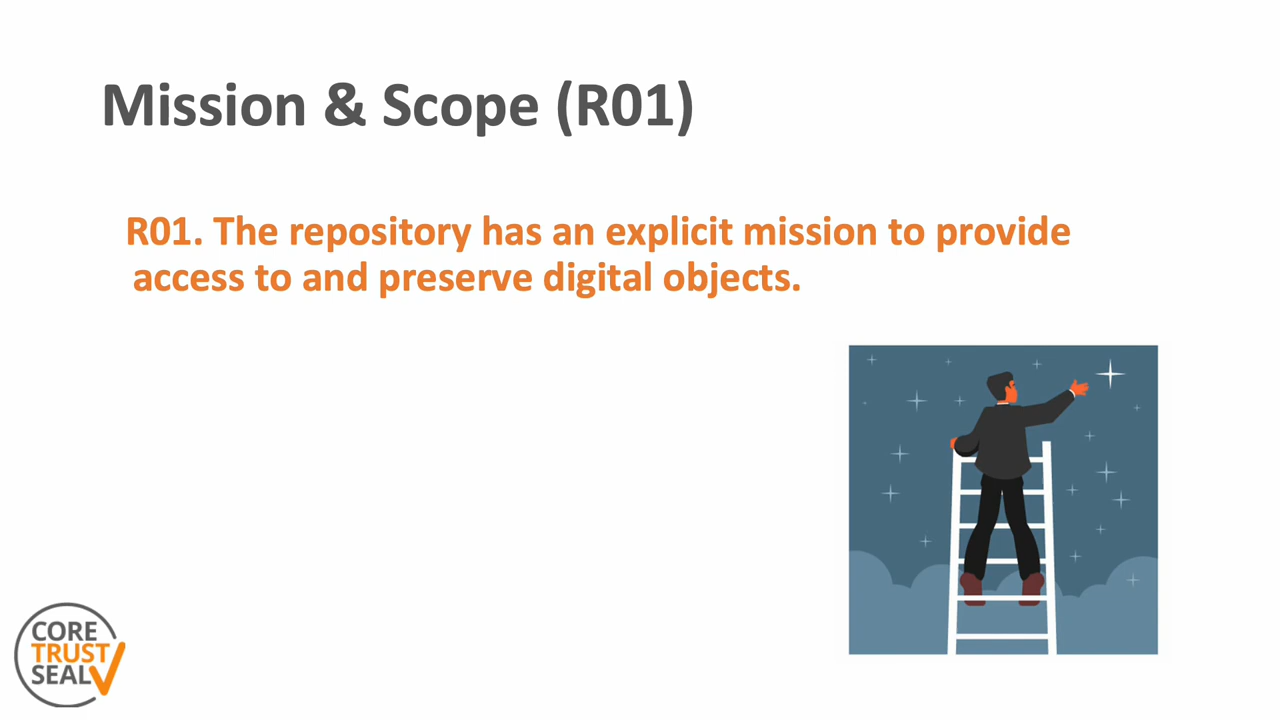 Mission & Scope (R01)
R01. The repository has an explicit mission to provide
access to and preserve digital objects.
CORE
TRUST
SEAL